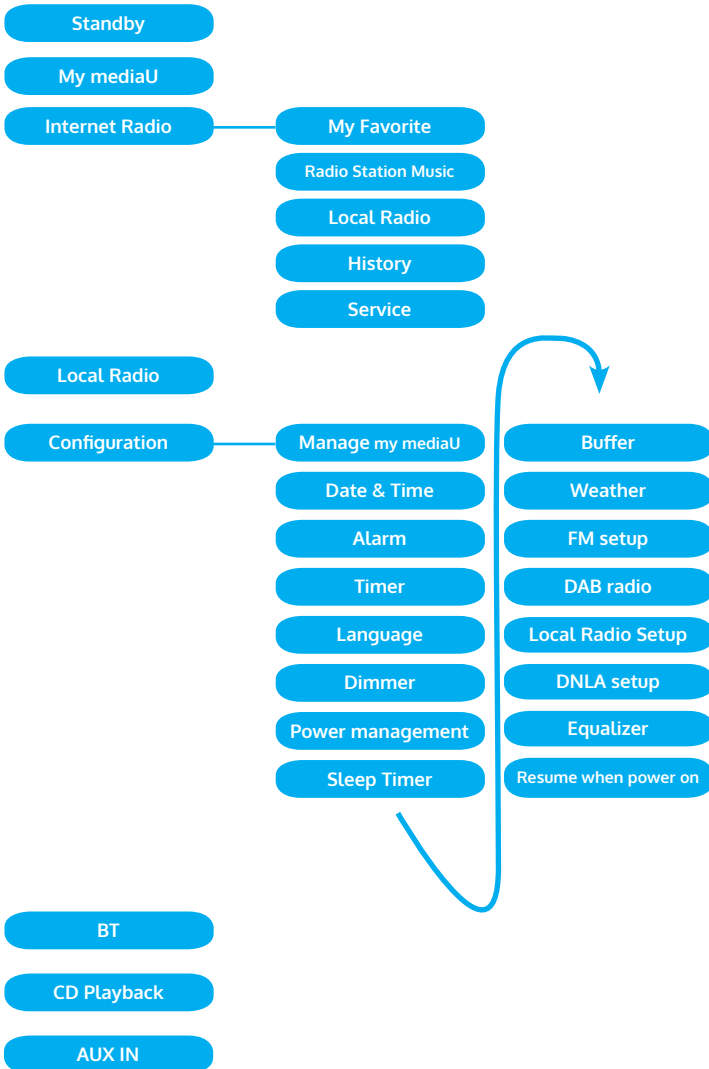 Standby
My mediaU
Internet Radio
My Favorite
Radio Station Music
Local Radio
History
Service
Local Radio
Configuration
Manage my mediaU
Date & Time
Alarm
Timer
Language
Dimmer
Power management
Sleep Timer
Buffer
Weather
FM setup
DAB radio
Local Radio Setup
DNLA setup
Equalizer
Resume when power on
BT
CD Playback
AUX IN